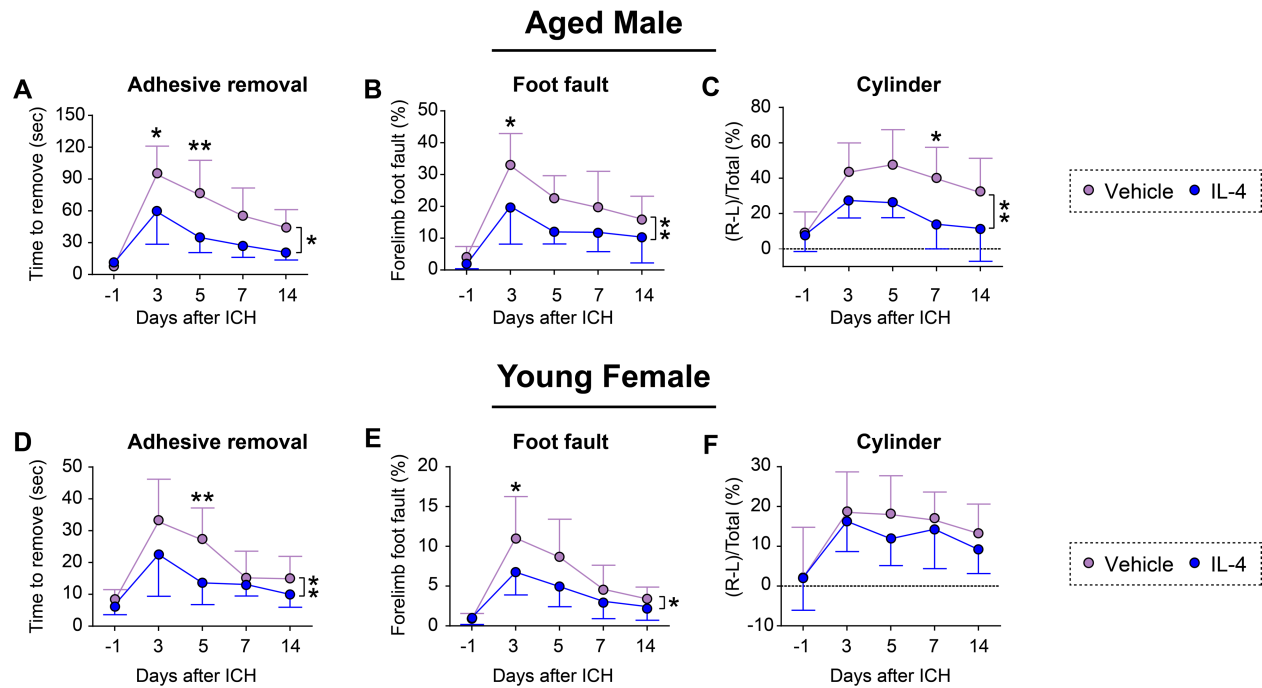 Aged Male
A
Adhesive removal
Time to remove (sec)
150
120
90
60
30
0
*
**
*
-1 3 5 7 14
Days after ICH
B
Foot fault
Forelimb foot fault (%)
50
40
30
20
10
0
*
**
-1 3 5 7 14
Days after ICH
C
Cylinder
(R-L)/Total (%)
80
60
40
20
0
*
**
-1 3 5 7 14
Days after ICH
Vehicle IL-4
Young Female
D
Adhesive removal
Time to remove (sec)
50
40
30
20
10
0
**
**
-1 3 5 7 14
Days after ICH
E
Foot fault
Forelimb foot fault (%)
20
15
10
5
0
*
*
-1 3 5 7 14
Days after ICH
F
Cylinder
(R-L)/Total (%)
30
20
10
0
-10
-1 3 5 7 14
Days after ICH
Vehicle IL-4